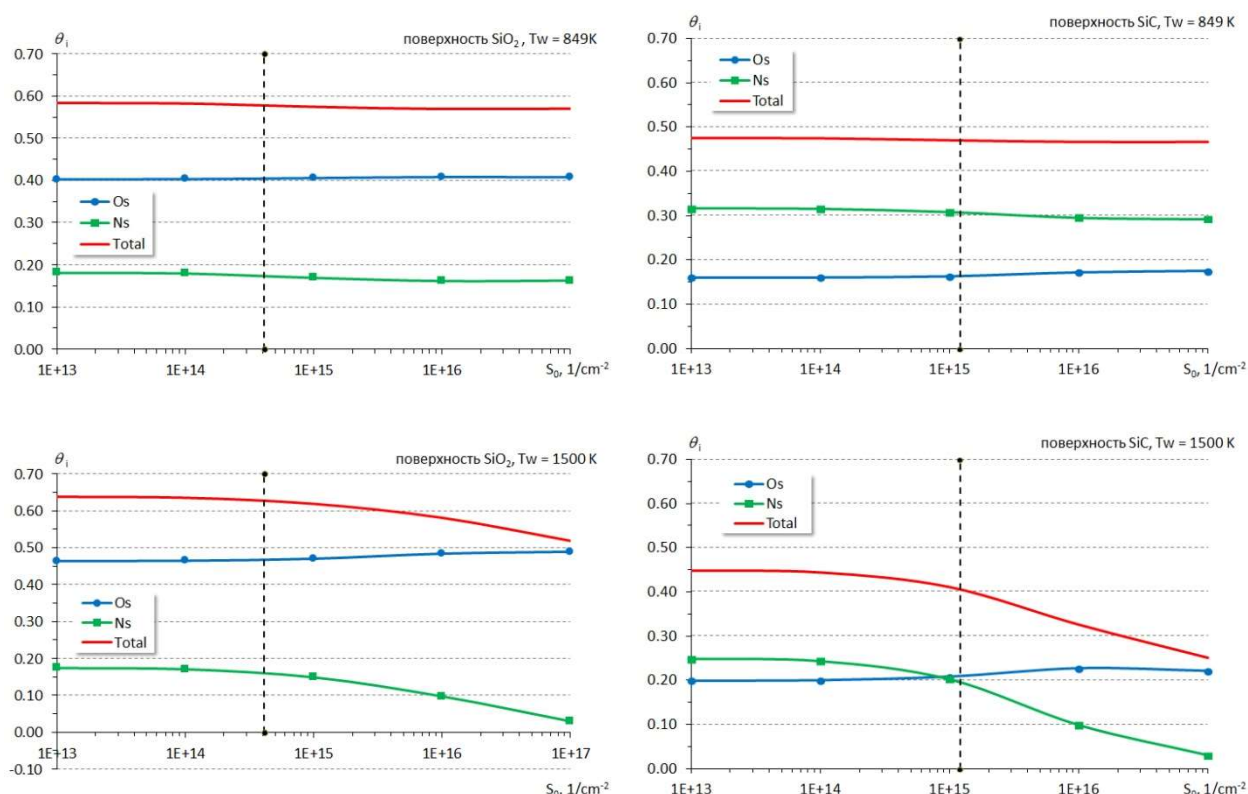 θi
поверхность SiO2 , Tw = 849K
0.70
0.60
0.50
0.40
0.30
0.20
0.10
0.00
Os
Ns
Total
1E+13
1E+14
1E+15
1E+16
S0, 1/cm-2
θi
поверхность SiC, Tw = 849 K
0.70
0.60
0.50
0.40
0.30
0.20
0.10
0.00
Os
Ns
Total
1E+13
1E+14
1E+15
1E+16
S0, 1/cm-2
θi
поверхность SiO2, Tw = 1500 K
0.70
0.60
0.50
0.40
0.30
0.20
0.10
0.00
-0.10
Os
Ns
Total
1E+13
1E+14
1E+15
1E+16
1E+17
S0, 1/cm-2
θi
поверхность SiC, Tw = 1500 K
0.70
0.60
0.50
0.40
0.30
0.20
0.10
0.00
Os
Ns
Total
1E+13
1E+14
1E+15
1E+16
S0, 1/cm-2